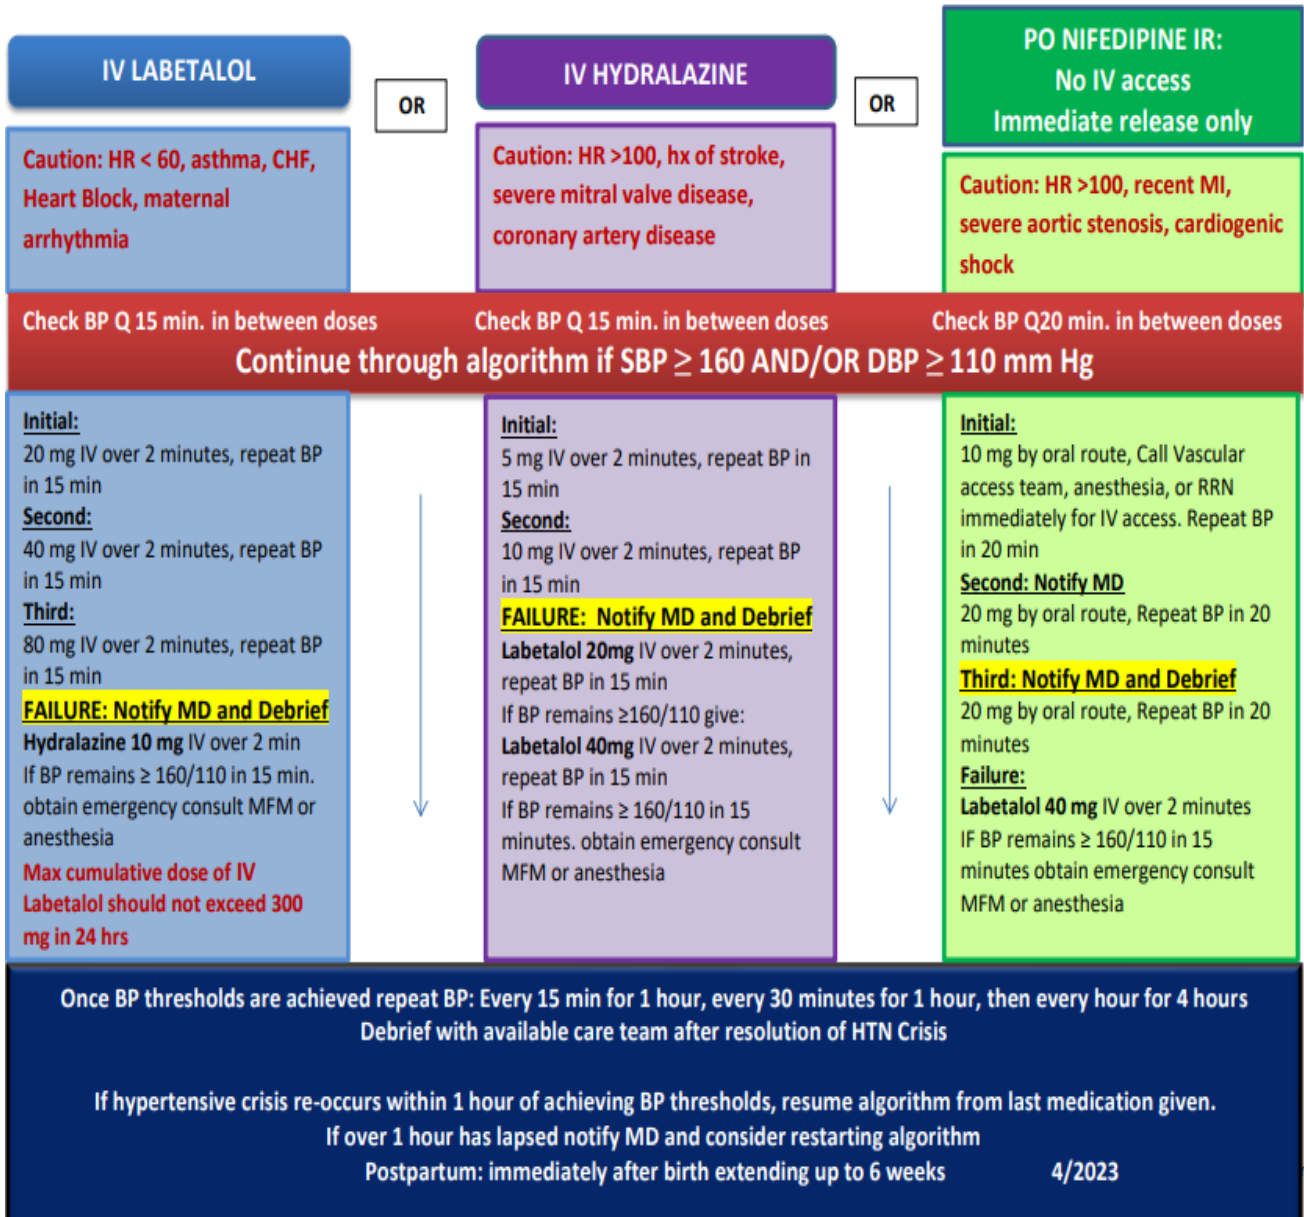 IV LABETALOL
OR
IV HYDRALAZINE
OR
PO NIFEDIPINE IR:
No IV access
Immediate release only
Caution: HR < 60, asthma, CHF,
Heart Block, maternal
arrhythmia
Caution: HR >100, hx of stroke,
severe mitral valve disease,
coronary artery disease
Caution: HR >100, recent MI,
severe aortic stenosis, cardiogenic
shock
Check BP Q 15 min. in between doses
Check BP Q 15 min. in between doses
Check BP Q20 min. in between doses
Continue through algorithm if SBP ≥ 160 AND/OR DBP ≥ 110 mm Hg
Initial:
20 mg IV over 2 minutes, repeat BP
in 15 min
Second:
40 mg IV over 2 minutes, repeat BP
in 15 min
Third:
80 mg IV over 2 minutes, repeat BP
in 15 min
FAILURE: Notify MD and Debrief
Hydralazine 10 mg IV over 2 min
If BP remains ≥ 160/110 in 15 min.
obtain emergency consult MFM or
anesthesia
Max cumulative dose of IV
Labetalol should not exceed 300
mg in 24 hrs
Initial:
5 mg IV over 2 minutes, repeat BP in
15 min
Second:
10 mg IV over 2 minutes, repeat BP
in 15 min
FAILURE: Notify MD and Debrief
Labetalol 20mg IV over 2 minutes,
repeat BP in 15 min
If BP remains ≥160/110 give:
Labetalol 40mg IV over 2 minutes,
repeat BP in 15 min
If BP remains ≥ 160/110 in 15
minutes. obtain emergency consult
MFM or anesthesia
Initial:
10 mg by oral route, Call Vascular
access team, anesthesia, or RRN
immediately for IV access. Repeat BP
in 20 min
Second: Notify MD
20 mg by oral route, Repeat BP in 20
minutes
Third: Notify MD and Debrief
20 mg by oral route, Repeat BP in 20
minutes
Failure:
Labetalol 40 mg IV over 2 minutes
IF BP remains ≥ 160/110 in 15
minutes obtain emergency consult
MFM or anesthesia
Once BP thresholds are achieved repeat BP: Every 15 min for 1 hour, every 30 minutes for 1 hour, then every hour for 4 hours
Debrief with available care team after resolution of HTN Crisis
If hypertensive crisis re-occurs within 1 hour of achieving BP thresholds, resume algorithm from last medication given.
If over 1 hour has lapsed notify MD and consider restarting algorithm
Postpartum: immediately after birth extending up to 6 weeks 4/2023